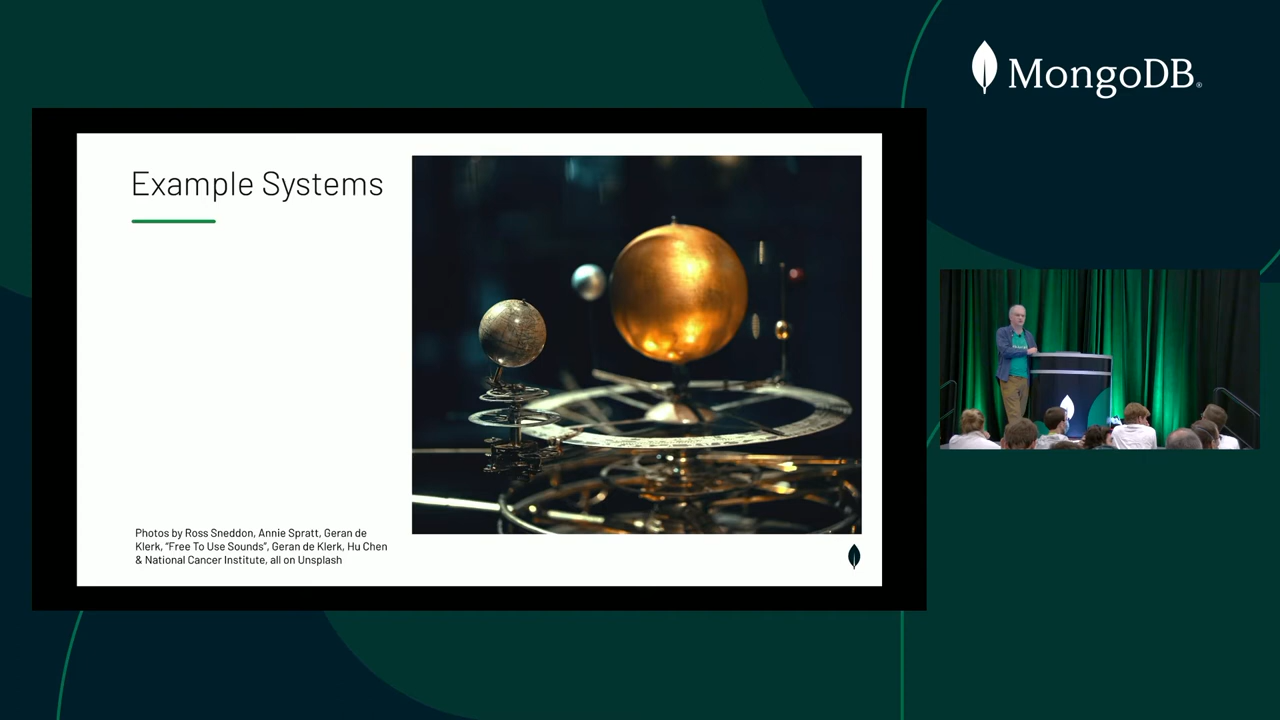 MongoDB®
Example Systems
Photos by Ross Sneddon, Annie Spratt, Geran de
Klerk, "Free To Use Sounds", Geran de Klerk, Hu Chen
& National Cancer Institute, all on Unsplash